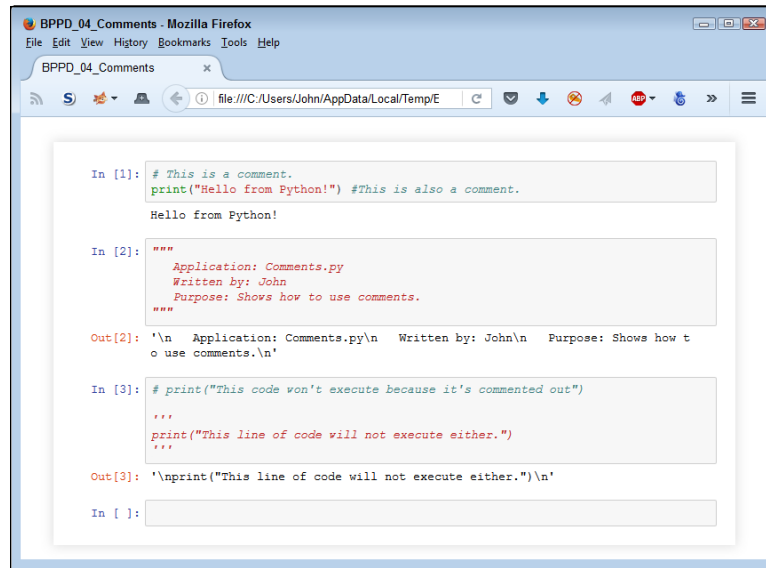 BPPD_04_Comments - Mozilla Firefox
File Edit View History Bookmarks Tools Help
BPPD_04_Comments ×
S ABP file:///C:/Users/John/AppData/Local/Temp/E
In [1]: # This is a comment.
print("Hello from Python!") #This is also a comment.
Hello from Python!
In [2]: """
Application: Comments.py
Written by: John
Purpose: Shows how to use comments.
"""
Out[2]: '\n   Application: Comments.py\n   Written by: John\n   Purpose: Shows how t
o use comments.\n'
In [3]: # print("This code won't execute because it's commented out")
'''
print("This line of code will not execute either.")
'''
Out[3]: '\nprint("This line of code will not execute either.")\n'
In [ ]: